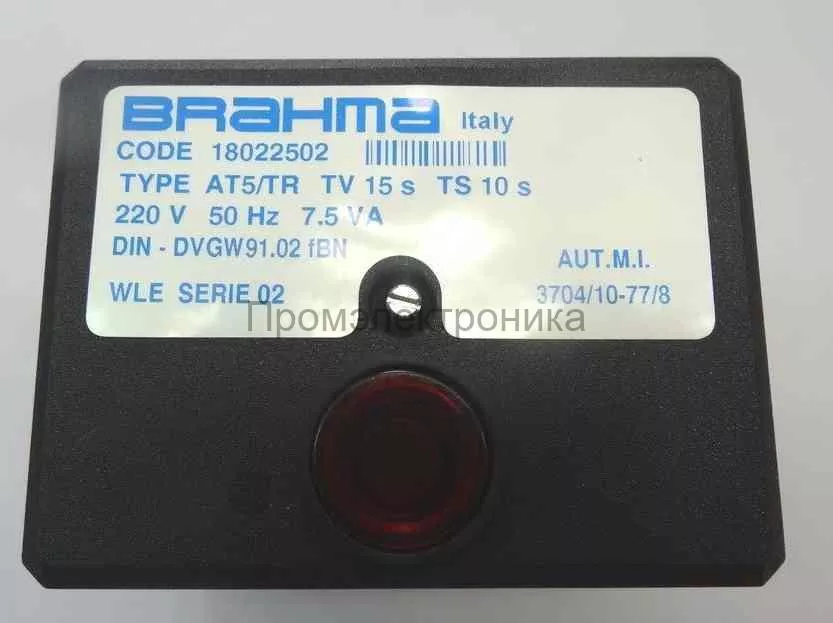 BRAHMA Italy
CODE 18022502
TYPE AT5/TR TV 15 s TS 10 s
220 V 50 Hz 7.5 VA
DIN - DVGW91.02 fBN
AUT.M.I.
WLE SERIE 02
3704/10-77/8
Промэлектроника